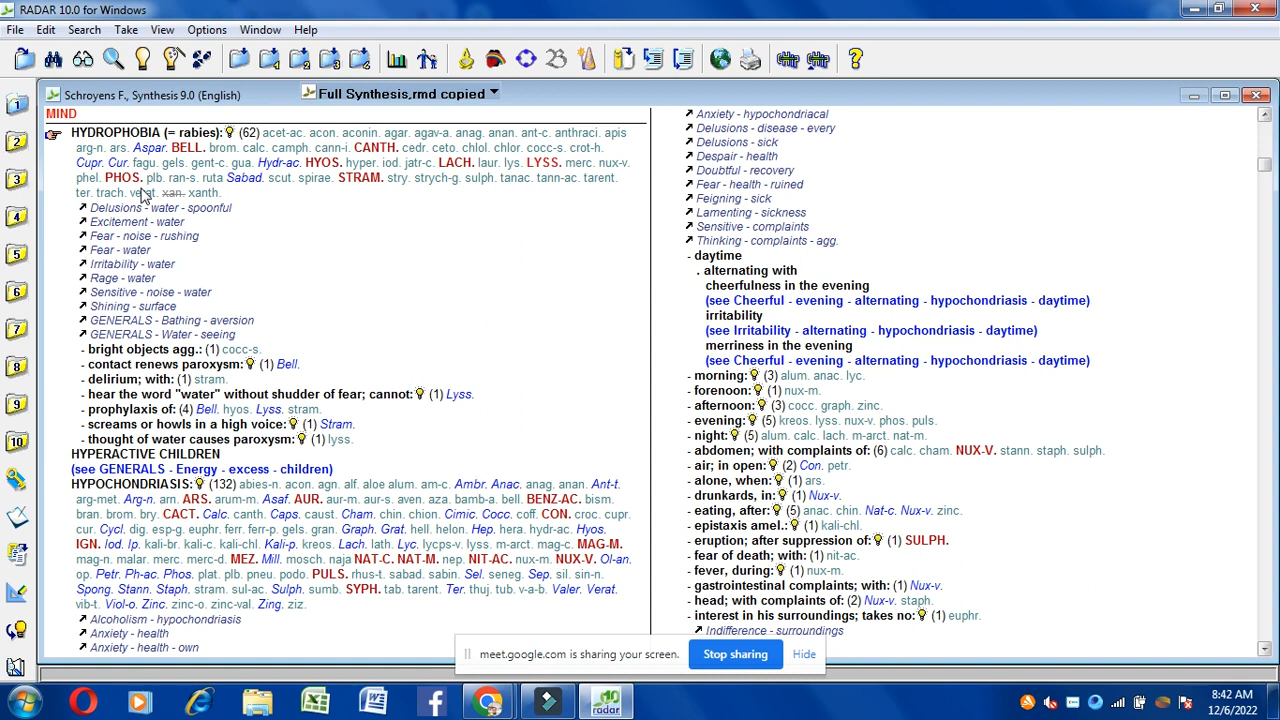 RADAR 10.0 for Windows
File Edit Search Take View Options Window Help
Schroyens F., Synthesis 9.0 (English)
Full Synthesis,rmd copied
MIND
HYDROPHOBIA (= rabies): (62) acet-ac. acon. aconin. agar. agav-a. anag. anan. ant-c. anthraci. apis
arg-n. ars. Aspar. BELL. brom. calc. camph. cann-i. CANTH. cedr. ceto. chlol. chlor. cocc-s. crot-h.
Cupr. Cur. fagu. gels. gent-c. gua. Hydr-ac. HYOS. hyper. iod. jatr-c. LACH. laur. lys. LYSS. merc. nux-v.
phel. PHOS. plb. ran-s. ruta Sabad. scut. spirae. STRAM. stry. strych-g. sulph. tanac. tann-ac. tarent.
ter. trach. verat. xan. xanth.
Delusions - water - spoonful
Excitement - water
Fear - noise - rushing
Fear - water
Irritability - water
Rage - water
Sensitive - noise - water
Shining - surface
GENERALS - Bathing - aversion
GENERALS - Water - seeing
- bright objects agg.: (1) cocc-s.
- contact renews paroxysm: (1) Bell.
- delirium; with: (1) stram.
- hear the word "water" without shudder of fear; cannot: (1) Lyss.
- prophylaxis of: (4) Bell. hyos. Lyss. stram.
- screams or howls in a high voice: (1) Stram.
- thought of water causes paroxysm: (1) lyss.
HYPERACTIVE CHILDREN
(see GENERALS - Energy - excess - children)
HYPOCHONDRIASIS: (132) abies-n. acon. agn. alf. aloe alum. am-c. Ambr. Anac. anag. anan. Ant-t.
arg-met. Arg-n. arn. ARS. arum-m. Asaf. AUR. aur-m. aur-s. aven. aza. bamb-a. bell. BENZ-AC. bism.
bran. brom. bry. CACT. Calc. canth. Caps. caust. Cham. chin. chion. Cimic. Cocc. coff. CON. croc. cupr.
cur. Cycl. dig. esp-g. euphr. ferr. ferr-p. gels. gran. Graph. Grat. hell. helon. Hep. hera. hydr-ac. Hyos.
IGN. Iod. Ip. kali-br. kali-c. kali-chl. Kali-p. kreos. Lach. lath. Lyc. lycps-v. lyss. m-arct. mag-c. MAG-M.
mag-n. malar. merc. merc-d. MEZ. Mill. mosch. naja NAT-C. NAT-M. nep. NIT-AC. nux-m. NUX-V. Ol-an.
op. Petr. Ph-ac. Phos. plat. plb. pneu. podo. PULS. rhus-t. sabad. sabin. Sel. seneg. Sep. sil. sin-n.
Spong. Stann. Staph. stram. sul-ac. Sulph. sumb. SYPH. tab. tarent. Ter. thuj. tub. v-a-b. Valer. Verat.
vib-t. Viol-o. Zinc. zinc-o. zinc-val. Zing. ziz.
Alcoholism - hypochondriasis
Anxiety - health
Anxiety - health - own
Anxiety - hypochondriacal
Delusions - disease - every
Delusions - sick
Despair - health
Doubtful - recovery
Fear - health - ruined
Feigning - sick
Lamenting - sickness
Sensitive - complaints
Thinking - complaints - agg.
- daytime
. alternating with
cheerfulness in the evening
(see Cheerful - evening - alternating - hypochondriasis - daytime)
irritability
(see Irritability - alternating - hypochondriasis - daytime)
merriness in the evening
(see Cheerful - evening - alternating - hypochondriasis - daytime)
- morning: (3) alum. anac. lyc.
- forenoon: (1) nux-m.
- afternoon: (3) cocc. graph. zinc.
- evening: (5) kreos. lyss. nux-v. phos. puls.
- night: (5) alum. calc. lach. m-arct. nat-m.
- abdomen; with complaints of: (6) calc. cham. NUX-V. stann. staph. sulph.
- air; in open: (2) Con. petr.
- alone, when: (1) ars.
- drunkards, in: (1) Nux-v.
- eating, after: (5) anac. chin. Nat-c. Nux-v. zinc.
- epistaxis amel.: (1) kali-chl.
- eruption; after suppression of: (1) SULPH.
- fear of death; with: (1) nit-ac.
- fever, during: (1) nux-m.
- gastrointestinal complaints; with: (1) Nux-v.
- head; with complaints of: (2) Nux-v. staph.
- interest in his surroundings; takes no: (1) euphr.
Indifference - surroundings
meet.google.com is sharing your screen. Stop sharing Hide
8:42 AM
12/6/2022